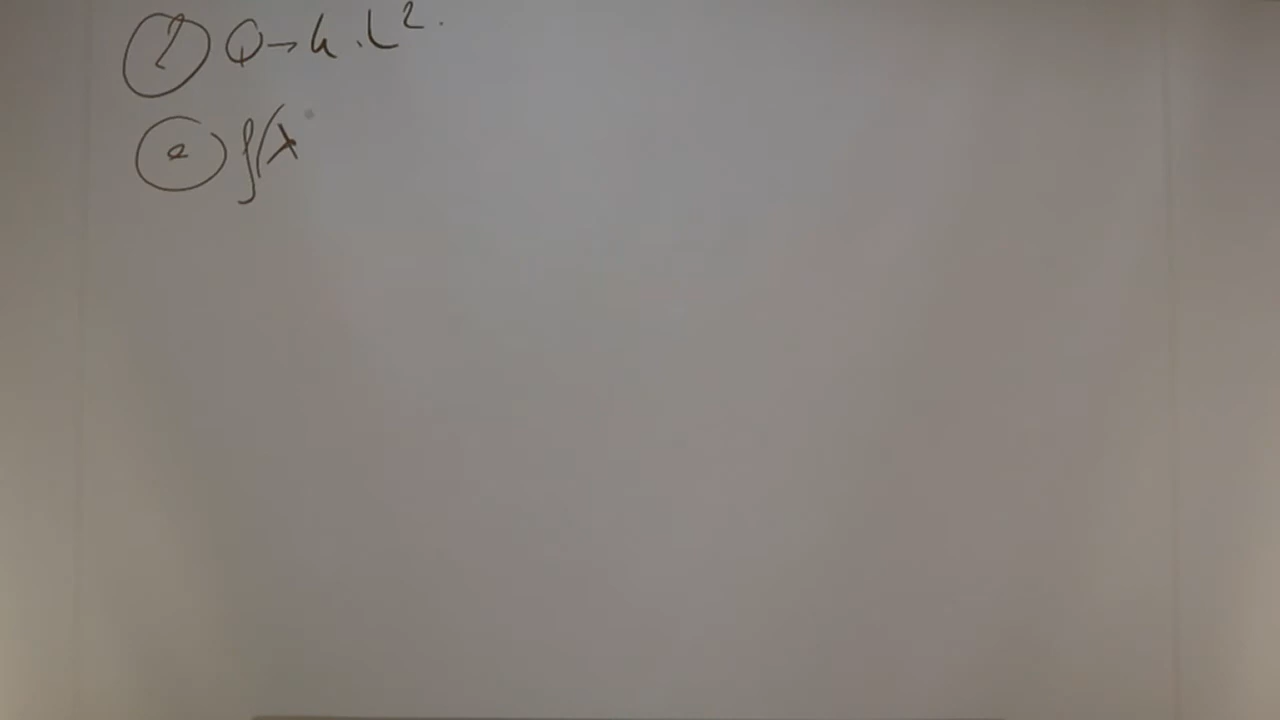 ① Q → k . L².
② f(x